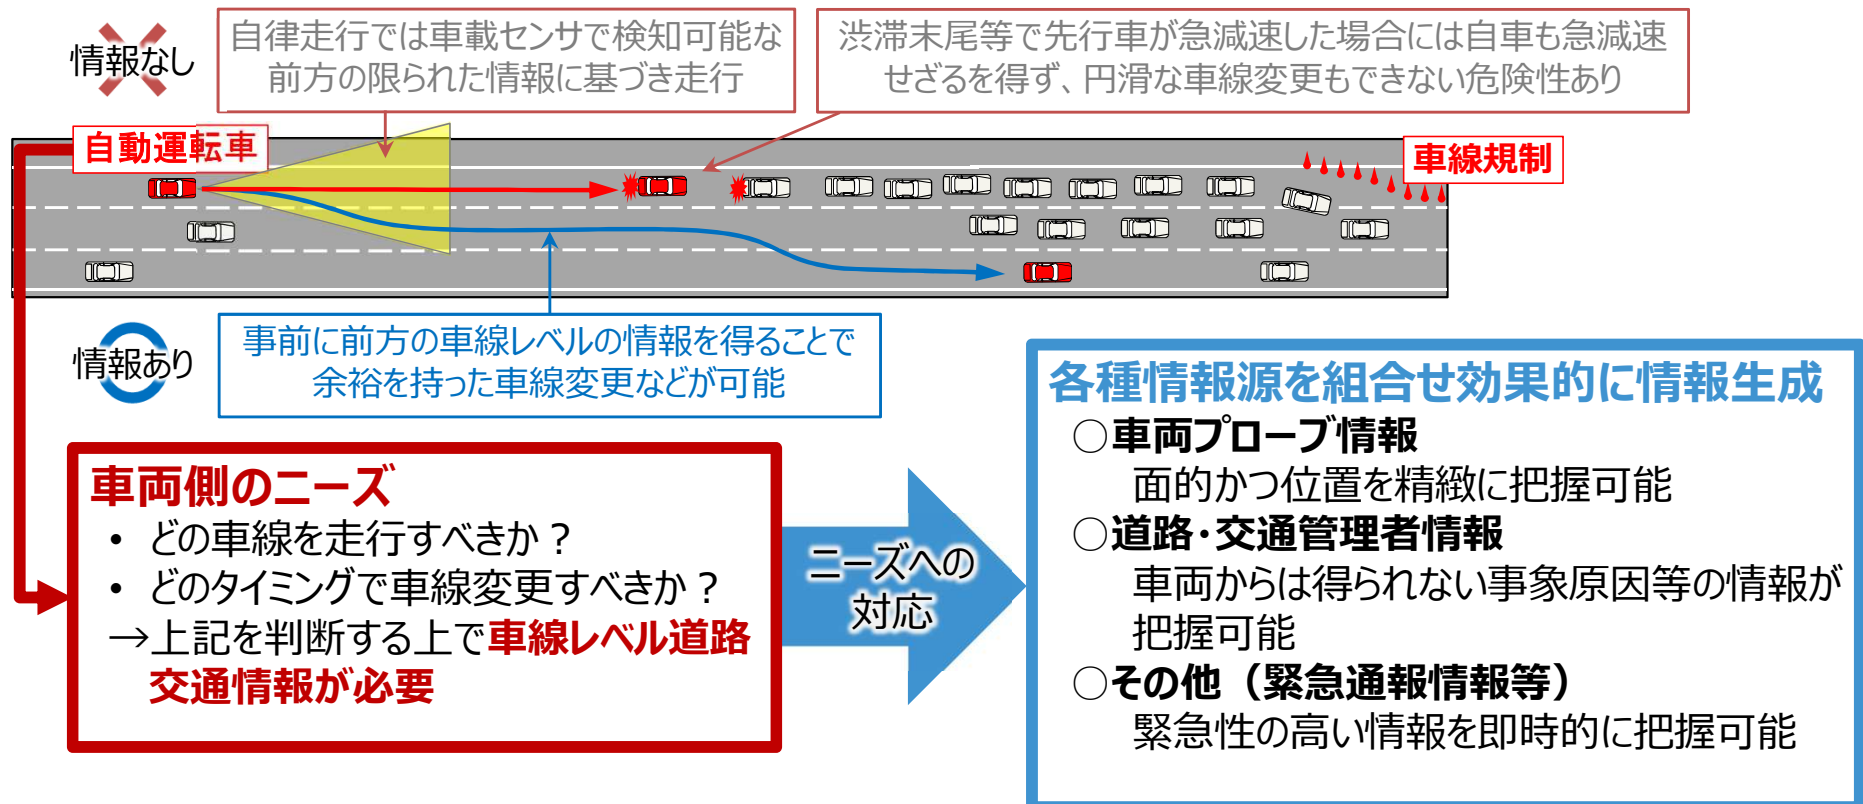 情報なし
自律走行では車載センサで検知可能な
前方の限られた情報に基づき走行
渋滞末尾等で先行車が急減速した場合には自車も急減速
せざるを得ず、円滑な車線変更もできない危険性あり
自動運転車
車線規制
情報あり
事前に前方の車線レベルの情報を得ることで
余裕を持った車線変更などが可能
車両側のニーズ
• どの車線を走行すべきか？
• どのタイミングで車線変更すべきか？
→上記を判断する上で車線レベル道路
交通情報が必要
ニーズへの
対応
各種情報源を組合せ効果的に情報生成
○車両プローブ情報
面的かつ位置を精緻に把握可能
○道路・交通管理者情報
車両からは得られない事象原因等の情報が
把握可能
○その他（緊急通報情報等）
緊急性の高い情報を即時的に把握可能